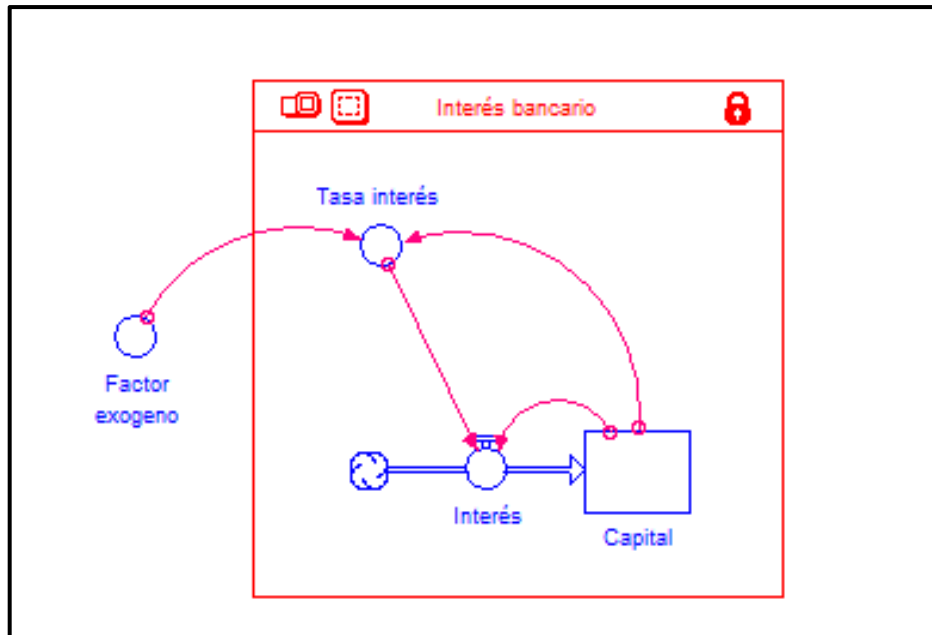 Interés bancario
Tasa interés
Factor
exogeno
Interés
Capital